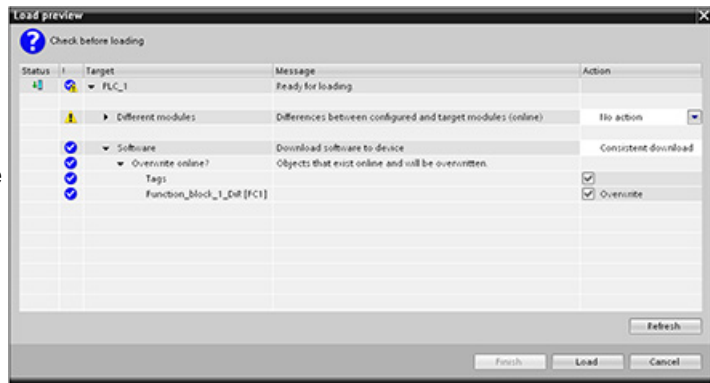 Load preview
Check before loading
Status ! Target Message Action
PLC_1 Ready for loading.
Different modules Differences between configured and target modules (online) No action
Software Download software to device Consistent download
Overwrite online? Objects that exist online and will be overwritten.
Tags
Function_block_1_DiR [FC1] Overwrite
Refresh
Finish Load Cancel